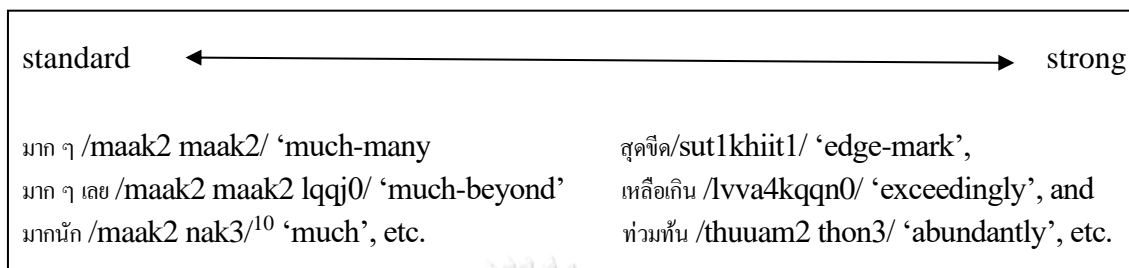 standard strong
มาก ๆ /maak2 maak2/ ‘much-many สุดขีด/sut1khiit1/ ‘edge-mark’,
มาก ๆ เลย /maak2 maak2 lqqj0/ ‘much-beyond’ เหลือเกิน /lvva4kqqn0/ ‘exceedingly’, and
มากนัก /maak2 nak3/10 ‘much’, etc. ท่วมท้น /thuuam2 thon3/ ‘abundantly’, etc.